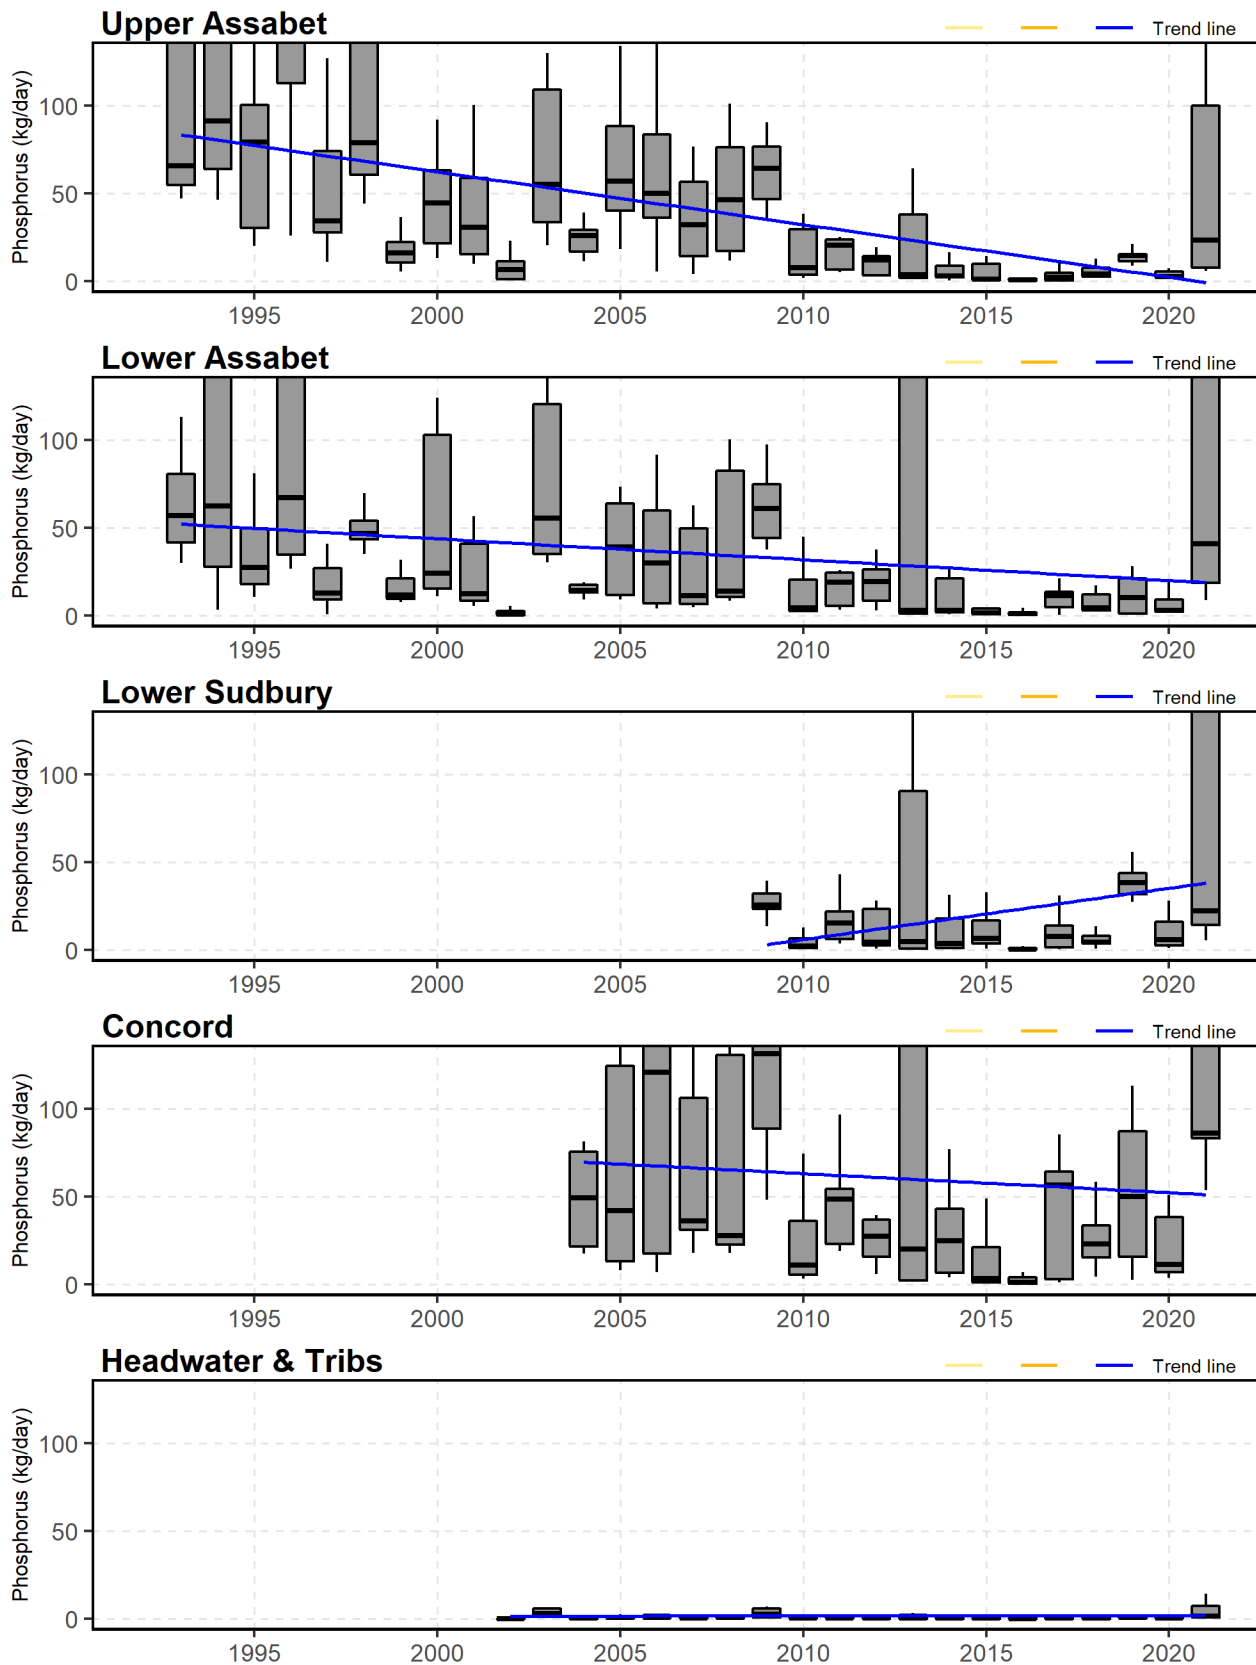 Upper Assabet
Trend line
Phosphorus (kg/day)
100
50
0
1995 2000 2005 2010 2015 2020
Lower Assabet
Trend line
Phosphorus (kg/day)
100
50
0
1995 2000 2005 2010 2015 2020
Lower Sudbury
Trend line
Phosphorus (kg/day)
100
50
0
1995 2000 2005 2010 2015 2020
Concord
Trend line
Phosphorus (kg/day)
100
50
0
1995 2000 2005 2010 2015 2020
Headwater & Tribs
Trend line
Phosphorus (kg/day)
100
50
0
1995 2000 2005 2010 2015 2020